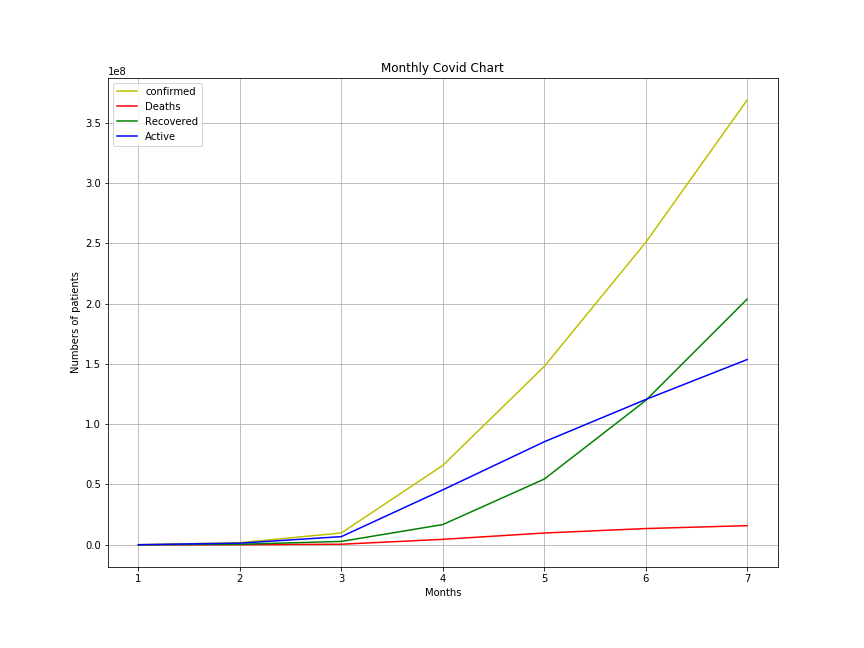 Monthly Covid Chart
1e8
confirmed
Deaths
Recovered
Active
3.5
3.0
2.5
2.0
1.5
1.0
0.5
0.0
Numbers of patients
1 2 3 4 5 6 7
Months